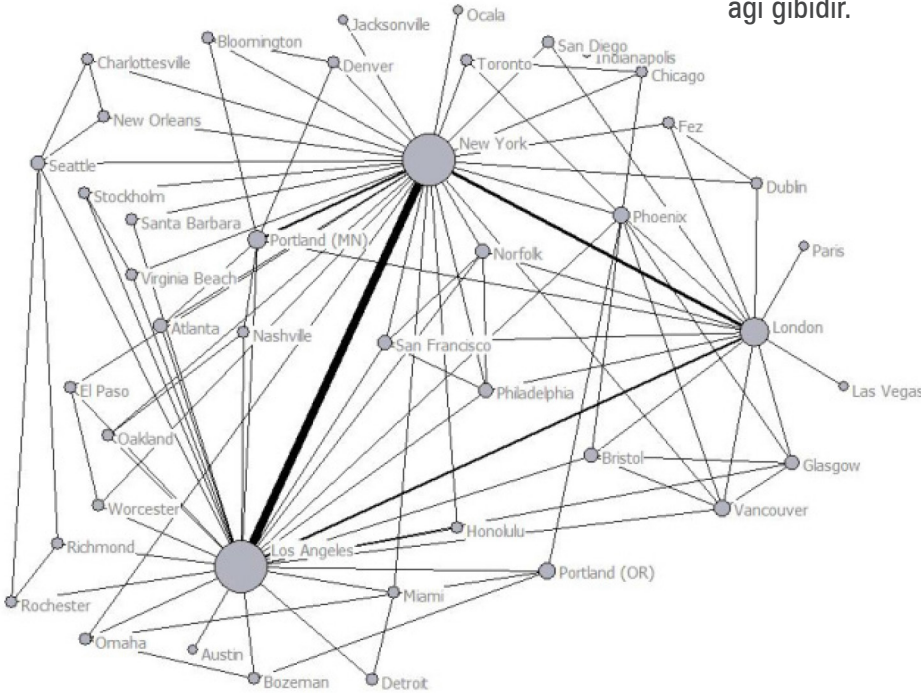 ağı gibidir.
Ocala
Jacksonville
Bloomington
San Diego
Indianapolis
Charlottesville
Denver
Toronto
Chicago
New Orleans
Fez
New York
Seattle
Dublin
Stockholm
Santa Barbara
Phoenix
Portland (MN)
Norfolk
Paris
Virginia Beach
Atlanta
Nashville
London
San Francisco
El Paso
Philadelphia
Las Vegas
Oakland
Bristol
Glasgow
Worcester
Vancouver
Honolulu
Richmond
Los Angeles
Portland (OR)
Rochester
Miami
Omaha
Austin
Bozeman
Detroit